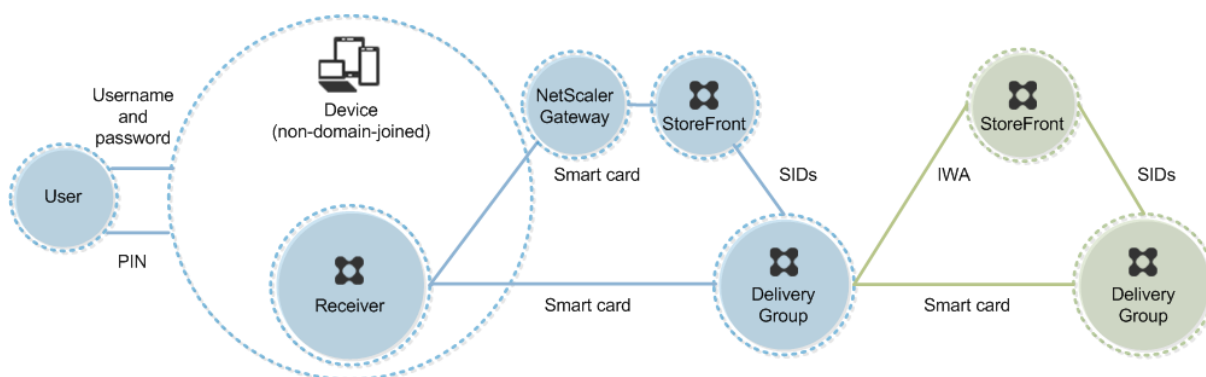 Username
and
password
User
PIN
Device
(non-domain-joined)
Receiver
NetScaler
Gateway
StoreFront
Smart card
SIDs
Smart card
Delivery
Group
IWA
StoreFront
SIDs
Smart card
Delivery
Group